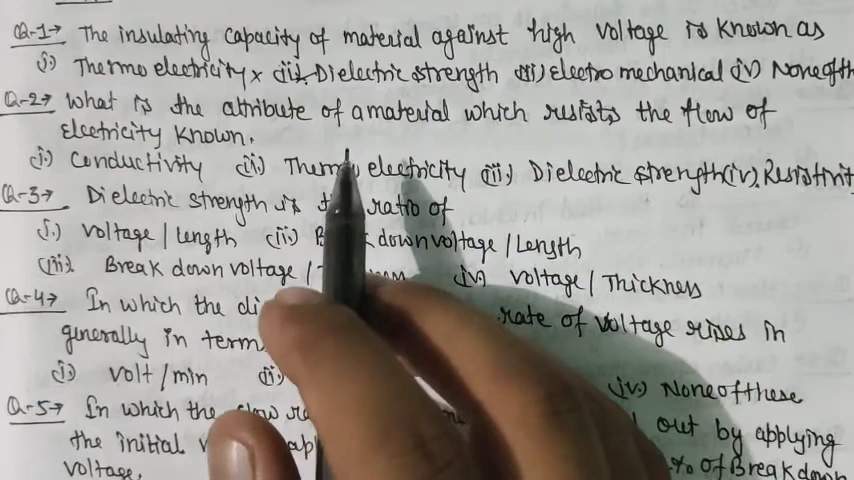 Q-1→ The insulating capacity of material against high voltage is known as
(i) Thermo electricity × (ii) Dielectric strength (iii) electro mechanical (iv) None of th
Q-2→ What is the attribute of a material which resists the flow of
electricity known.
(i.) Conductivity (ii.) Thermo electricity (iii.) Dielectric strength (iv). Resistivit
Q-3→ Dielectric strength is the ratio of
(i.) Voltage / Length (ii.) Break down voltage / Length
(iii). Break down voltage / (iv) voltage / Thickness
Q-4→ In which the rate of voltage rises in
generally in term
(i.) volt / min (ii.) (iv.) None of these
Q-5→ In which the slow out by applying
the initial % of Break down
voltage.